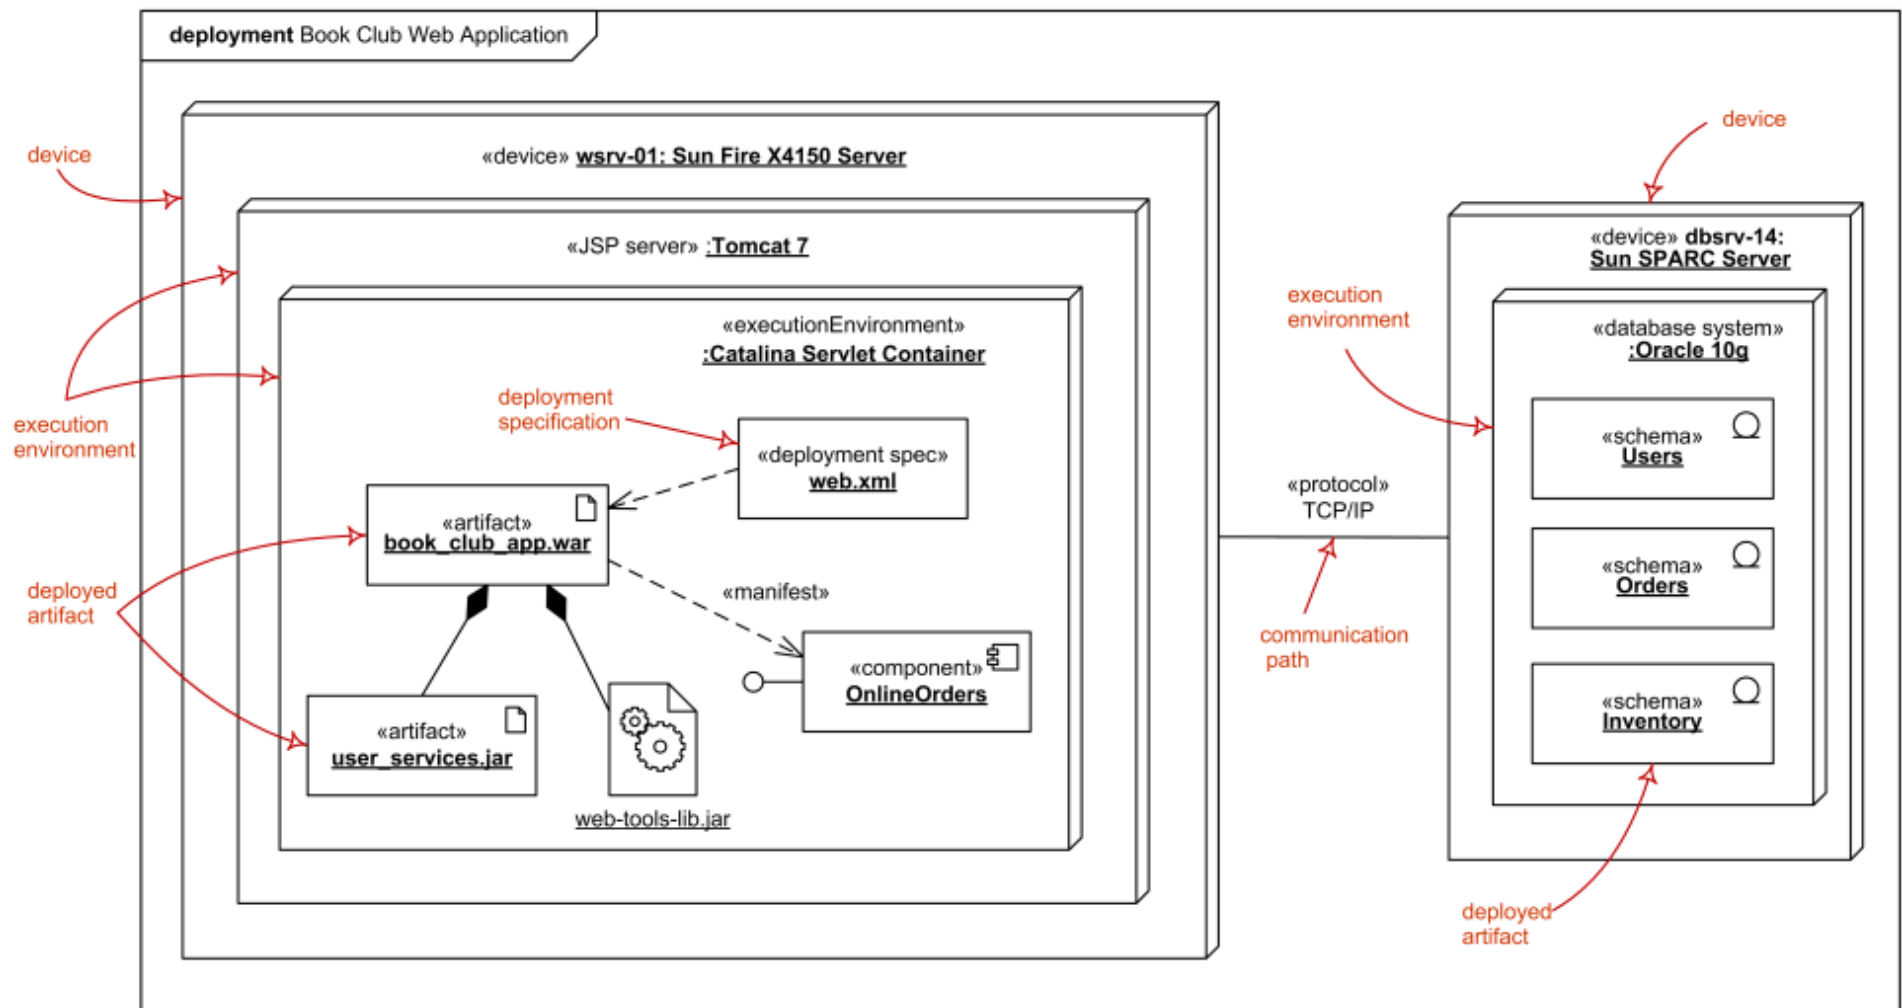 deployment Book Club Web Application
device
«device» wsrv-01: Sun Fire X4150 Server
«JSP server» :Tomcat 7
«executionEnvironment»
:Catalina Servlet Container
execution
environment
deployment
specification
«deployment spec»
web.xml
«artifact»
book_club_app.war
«manifest»
deployed
artifact
«component»
OnlineOrders
«artifact»
user_services.jar
web-tools-lib.jar
«protocol»
TCP/IP
communication
path
device
«device» dbsrv-14:
Sun SPARC Server
execution
environment
«database system»
:Oracle 10g
«schema»
Users
«schema»
Orders
«schema»
Inventory
deployed
artifact